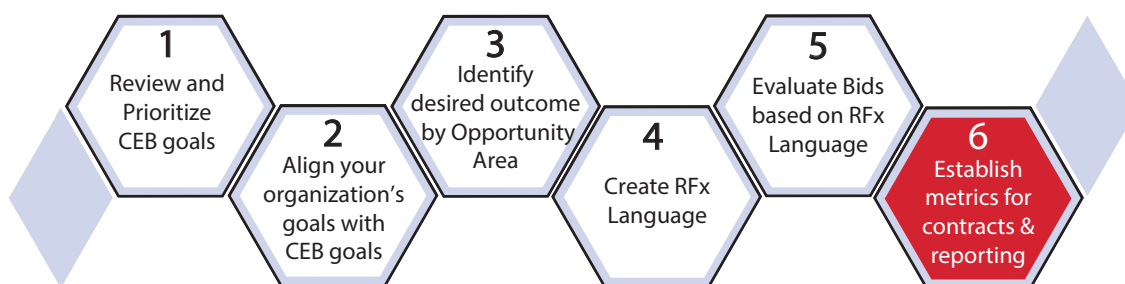 1
Review and
Prioritize
CEB goals
2
Align your
organization's
goals with
CEB goals
3
Identify
desired outcome
by Opportunity
Area
4
Create RFx
Language
5
Evaluate Bids
based on RFx
Language
6
Establish
metrics for
contracts &
reporting